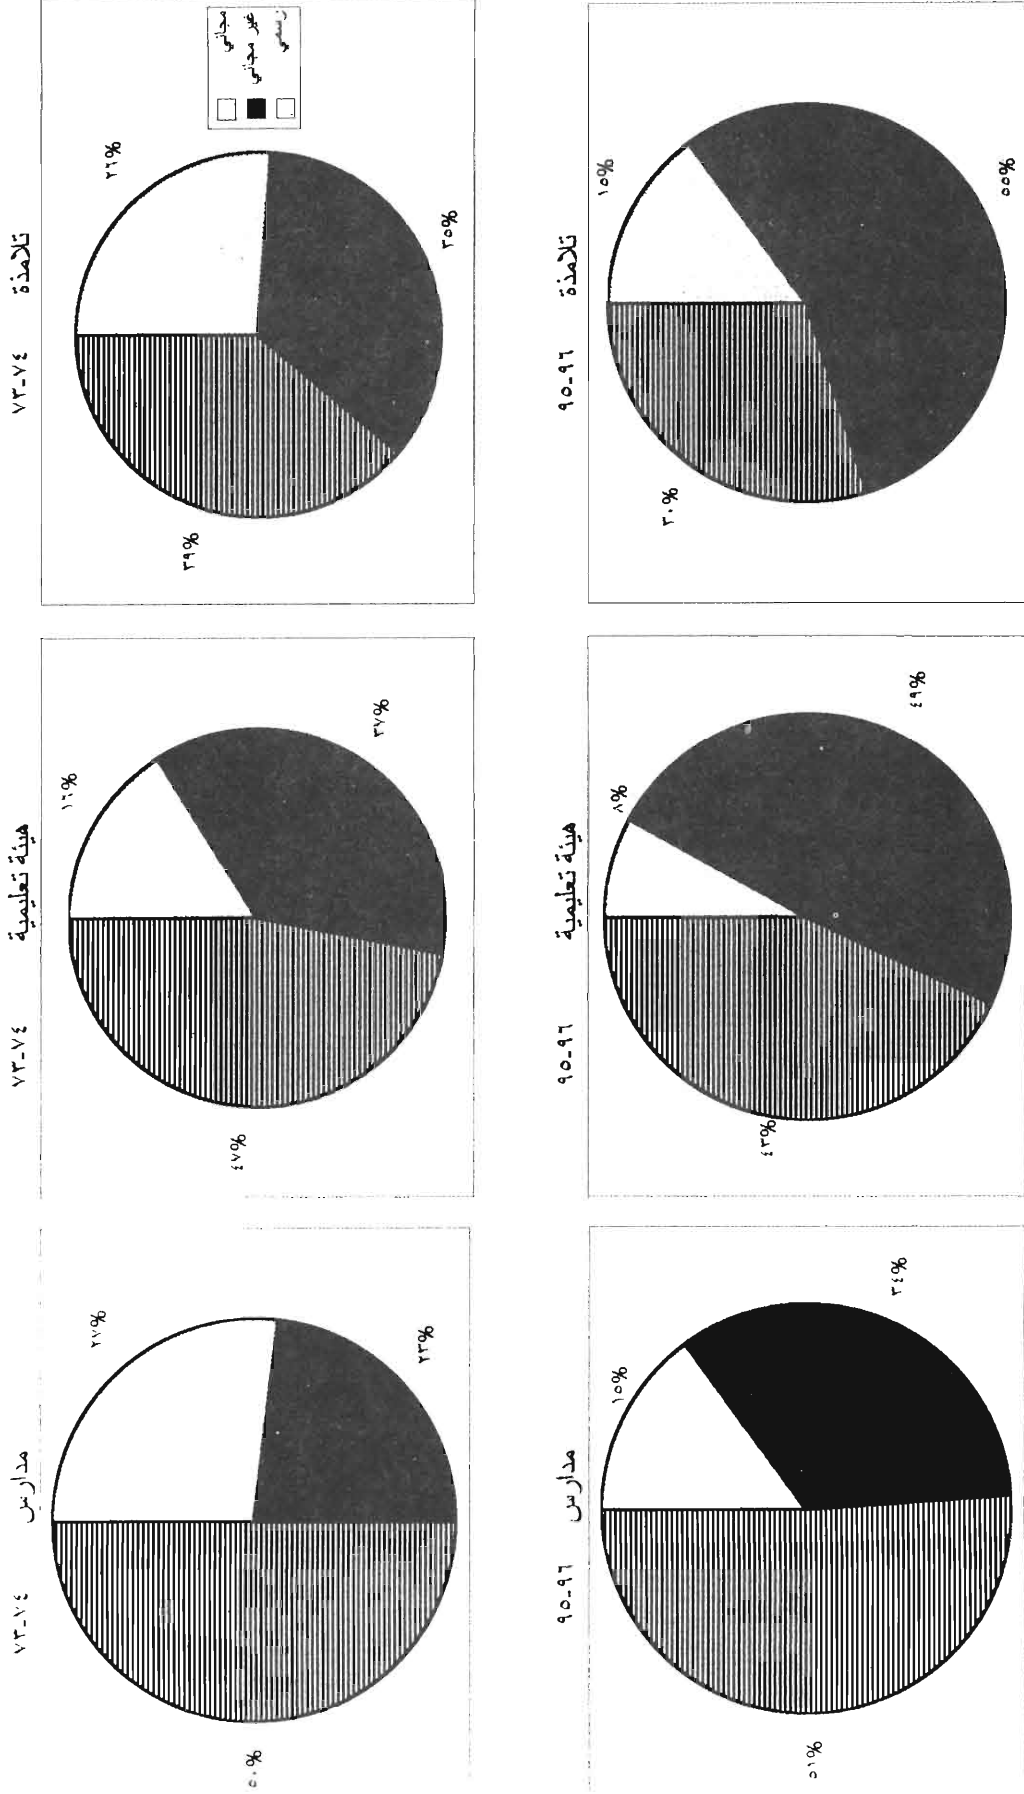 تلامذة ٧٣-٧٤
٢٦%
٣٥%
٣٩%
مجاني
غير مجاني
رسمي
هيئة تعليمية ٧٣-٧٤
١٦%
٣٧%
٤٧%
مدارس ٧٣-٧٤
٢٧%
٢٣%
٥٠%
تلامذة ٩٥-٩٦
١٥%
٥٥%
٣٠%
هيئة تعليمية ٩٥-٩٦
٨%
٤٩%
٤٣%
مدارس ٩٥-٩٦
١٥%
٣٤%
٥١%